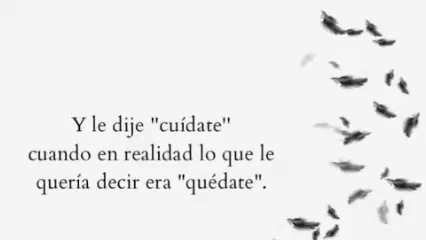 Y le dije "cuídate"
cuando en realidad lo que le
quería decir era "quédate".